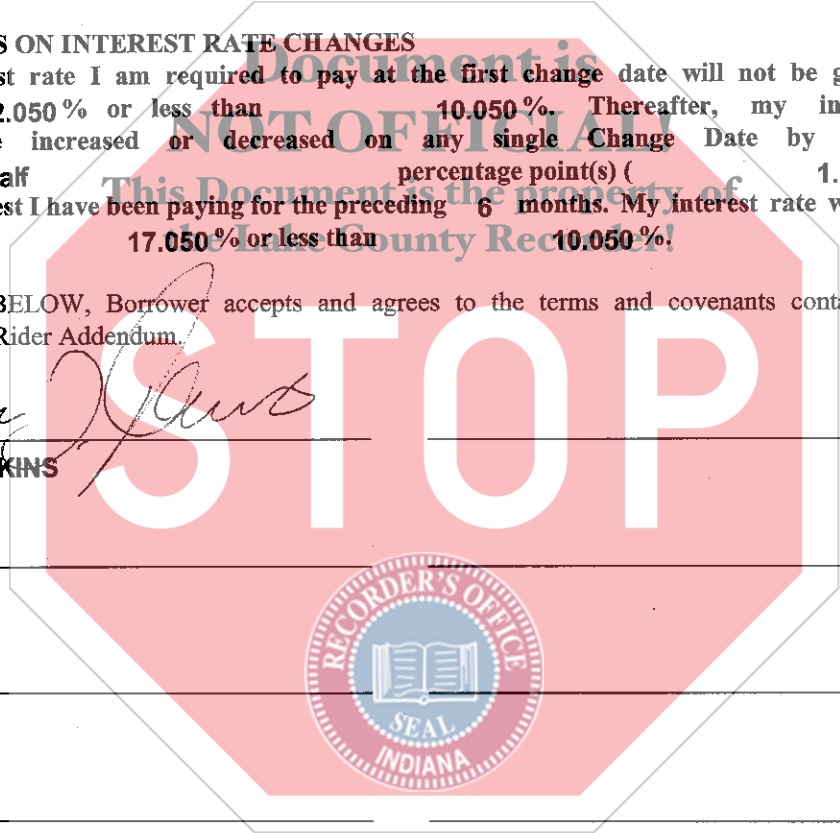 S ON INTEREST RATE CHANGES
st rate I am required to pay at the first change date will not be g
2.050 % or less than 10.050 %. Thereafter, my in
e increased or decreased on any single Change Date by
alf percentage point(s) ( 1.
est I have been paying for the preceding 6 months. My interest rate w
17.050 % or less than 10.050 %.
BELOW, Borrower accepts and agrees to the terms and covenants conta
Rider Addendum.
KINS
Document is
NOT OFFICIAL!
This Document is the property of
the Lake County Recorder!
STOP
RECORDER'S OFFICE
SEAL
INDIANA